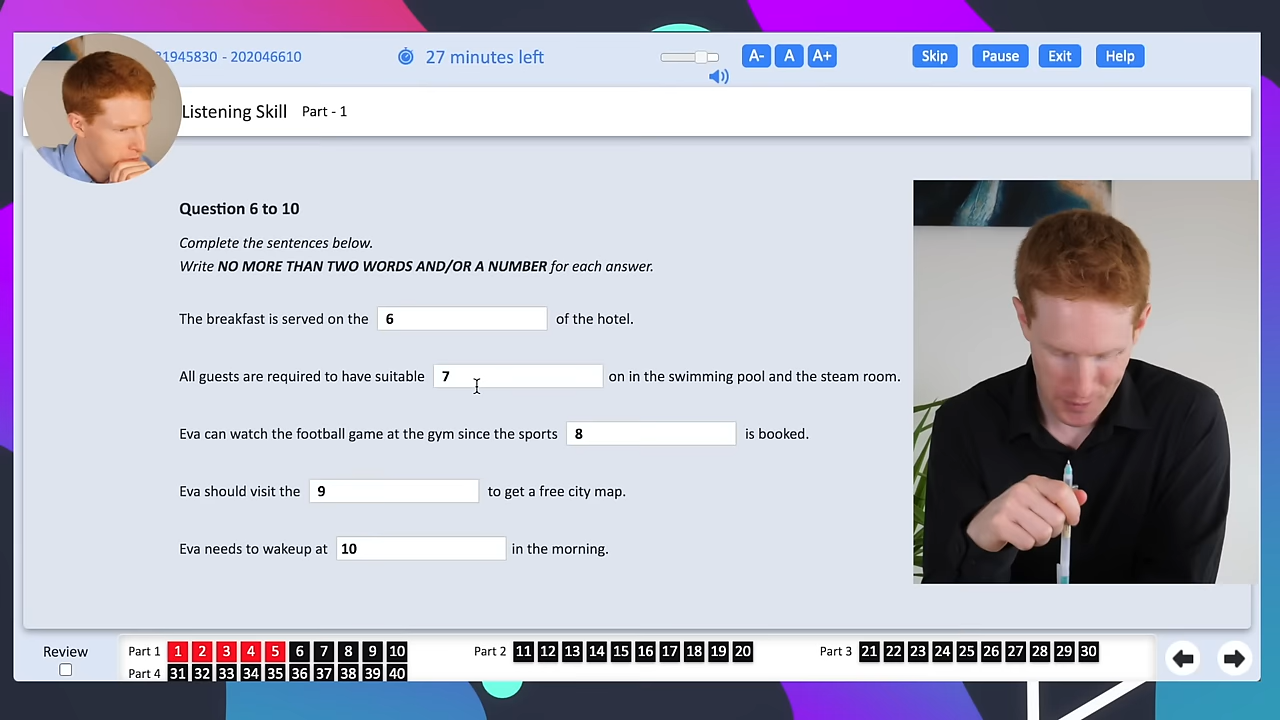 31945830 - 202046610
27 minutes left
A-
A
A+
Skip
Pause
Exit
Help
Listening Skill
Part - 1
Question 6 to 10
Complete the sentences below.
Write NO MORE THAN TWO WORDS AND/OR A NUMBER for each answer.
The breakfast is served on the 6 of the hotel.
All guests are required to have suitable 7 on in the swimming pool and the steam room.
Eva can watch the football game at the gym since the sports 8 is booked.
Eva should visit the 9 to get a free city map.
Eva needs to wakeup at 10 in the morning.
Review
Part 1 1 2 3 4 5 6 7 8 9 10
Part 2 11 12 13 14 15 16 17 18 19 20
Part 3 21 22 23 24 25 26 27 28 29 30
Part 4 31 32 33 34 35 36 37 38 39 40